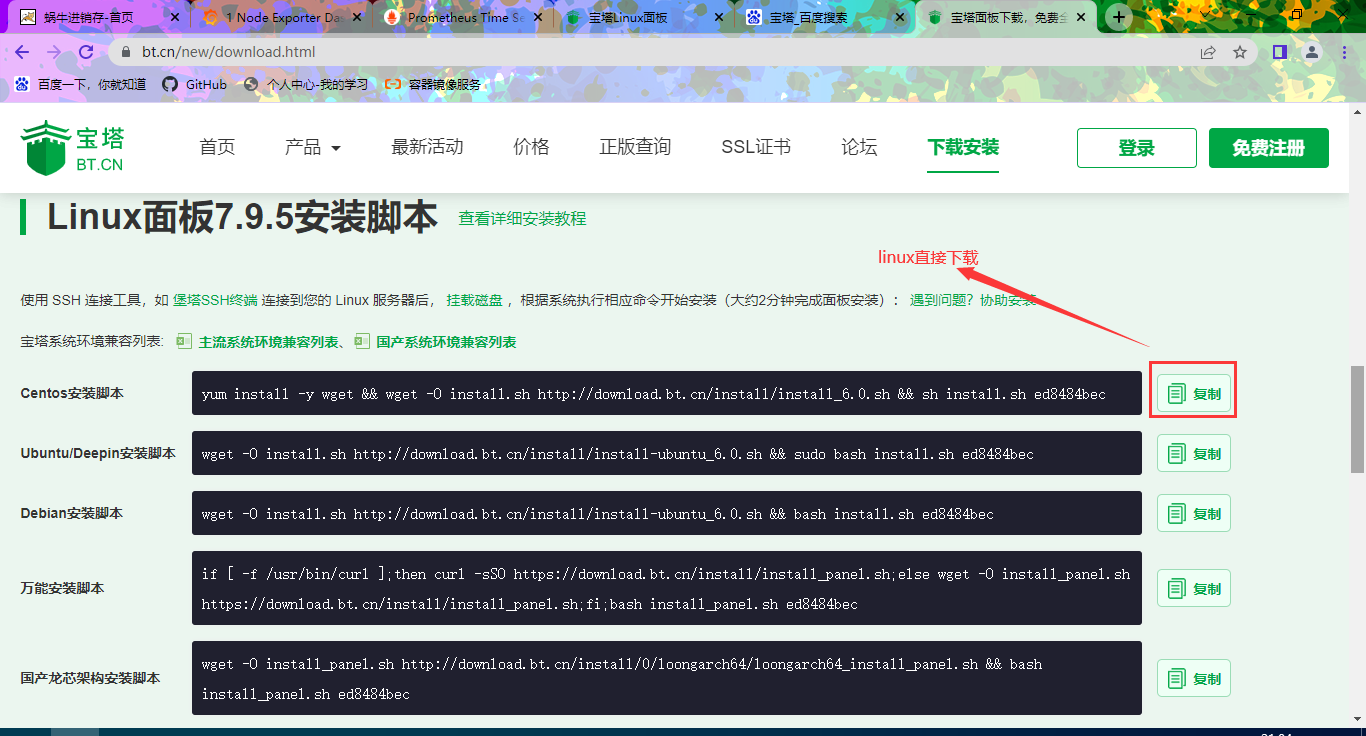 蜗牛进销存-首页
1 Node Exporter Das
Prometheus Time Se
宝塔Linux面板
宝塔_百度搜索
宝塔面板下载，免费全
bt.cn/new/download.html
百度一下，你就知道
GitHub
个人中心-我的学习
容器镜像服务
宝塔
BT.CN
首页
产品
最新活动
价格
正版查询
SSL证书
论坛
下载安装
登录
免费注册
Linux面板7.9.5安装脚本 查看详细安装教程
linux直接下载
使用 SSH 连接工具，如 堡塔SSH终端 连接到您的 Linux 服务器后， 挂载磁盘 ，根据系统执行相应命令开始安装（大约2分钟完成面板安装）： 遇到问题？协助安装
宝塔系统环境兼容列表: 主流系统环境兼容列表、 国产系统环境兼容列表
Centos安装脚本
yum install -y wget && wget -O install.sh http://download.bt.cn/install/install_6.0.sh && sh install.sh ed8484bec
复制
Ubuntu/Deepin安装脚本
wget -O install.sh http://download.bt.cn/install/install-ubuntu_6.0.sh && sudo bash install.sh ed8484bec
复制
Debian安装脚本
wget -O install.sh http://download.bt.cn/install/install-ubuntu_6.0.sh && bash install.sh ed8484bec
复制
万能安装脚本
if [ -f /usr/bin/curl ];then curl -sSO https://download.bt.cn/install/install_panel.sh;else wget -O install_panel.sh
https://download.bt.cn/install/install_panel.sh;fi;bash install_panel.sh ed8484bec
复制
国产龙芯架构安装脚本
wget -O install_panel.sh http://download.bt.cn/install/0/loongarch64/loongarch64_install_panel.sh && bash
install_panel.sh ed8484bec
复制